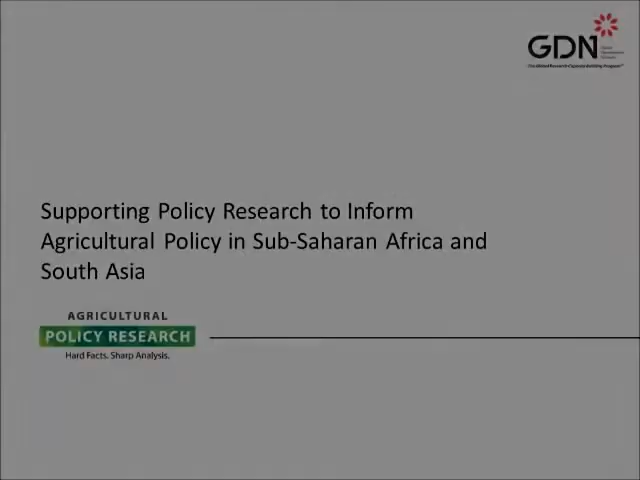 GDN
Supporting Policy Research to Inform
Agricultural Policy in Sub-Saharan Africa and
South Asia
AGRICULTURAL
POLICY RESEARCH
Hard Facts. Sharp Analysis.